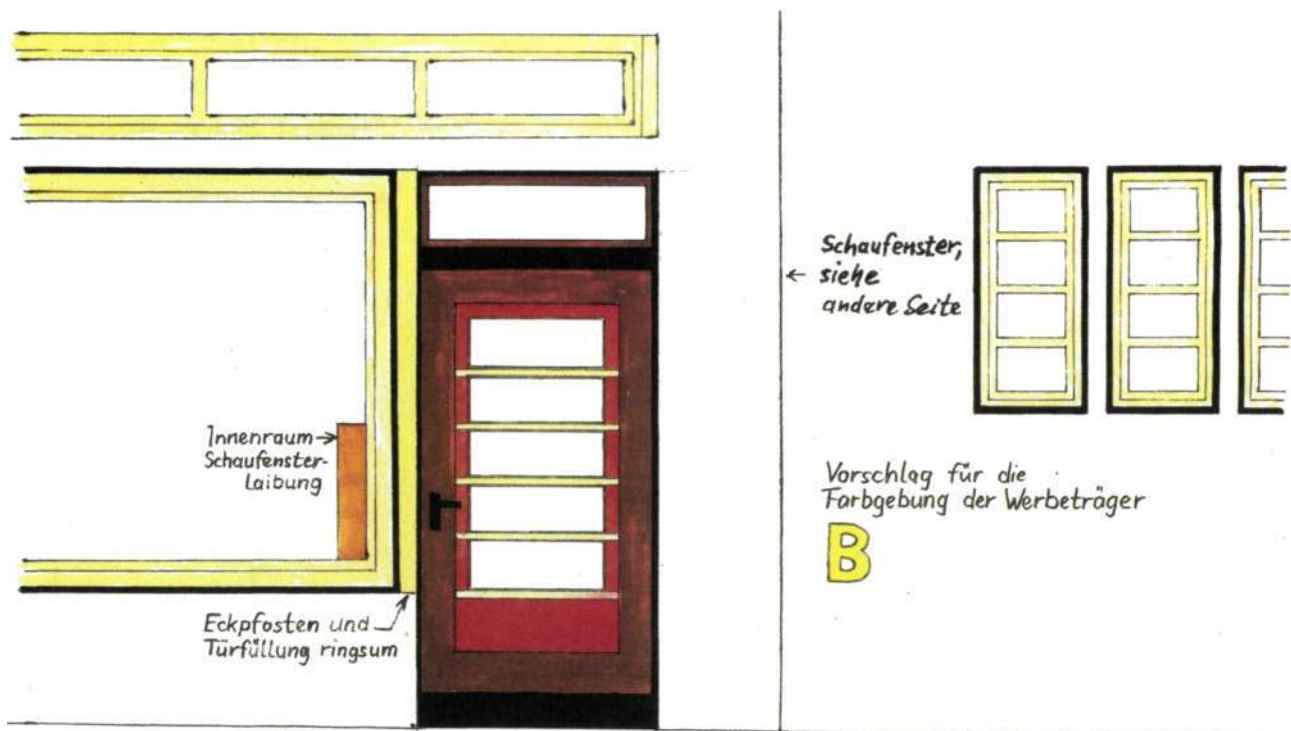 Schaufenster,
← siehe
andere Seite
Innenraum→
Schaufenster-
laibung
Vorschlag für die
Farbgebung der Werbeträger
B
Eckpfosten und
Türfüllung ringsum